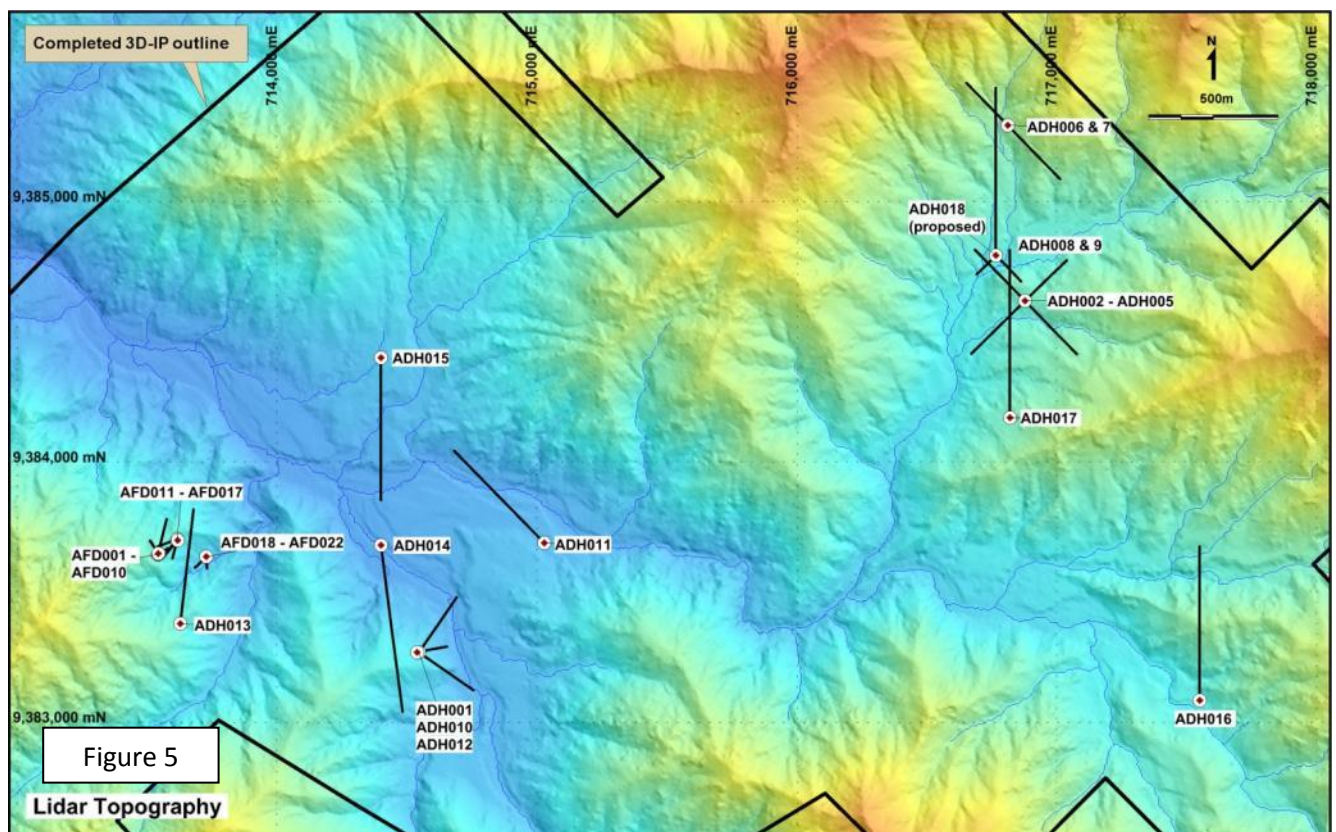 Completed 3D-IP outline
714,000 mE
715,000 mE
716,000 mE
717,000 mE
718,000 mE
N
500m
ADH006 & 7
9,385,000 mN
ADH018
(proposed)
ADH008 & 9
ADH002 - ADH005
ADH015
ADH017
9,384,000 mN
AFD011 - AFD017
AFD018 - AFD022
ADH014
ADH011
AFD001 -
AFD010
ADH013
ADH001
ADH010
ADH012
ADH016
9,383,000 mN
Figure 5
Lidar Topography